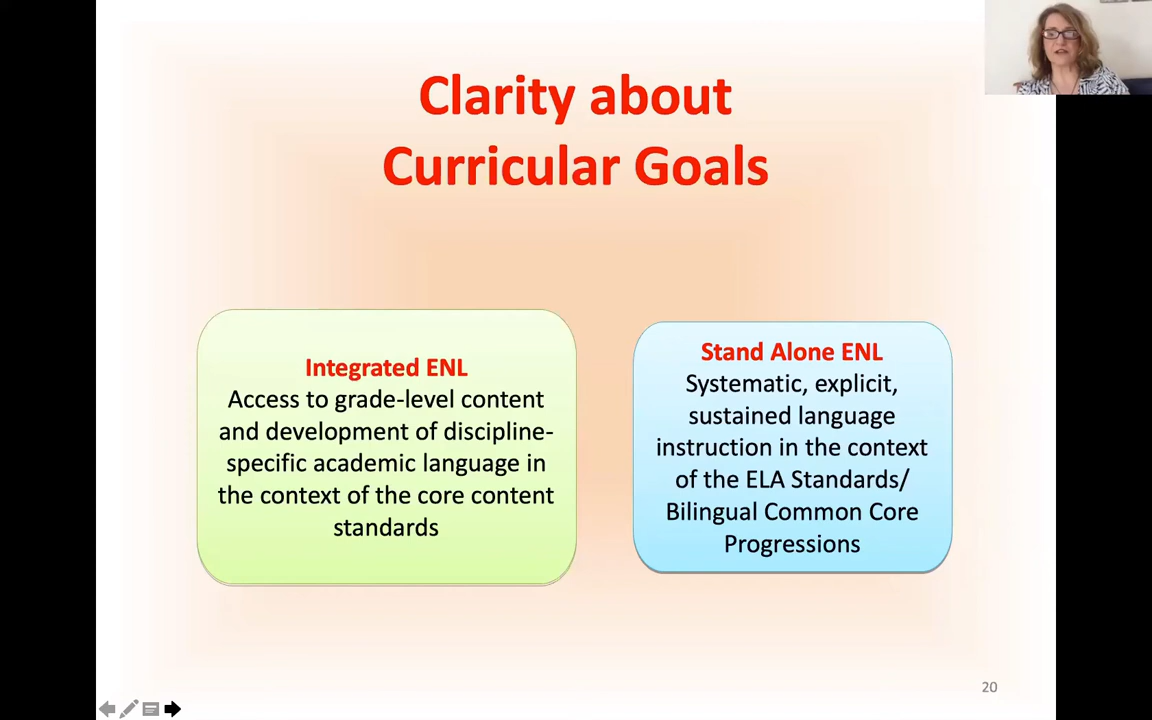 Clarity about
Curricular Goals
Integrated ENL
Access to grade-level content
and development of discipline-
specific academic language in
the context of the core content
standards
Stand Alone ENL
Systematic, explicit,
sustained language
instruction in the context
of the ELA Standards/
Bilingual Common Core
Progressions
20